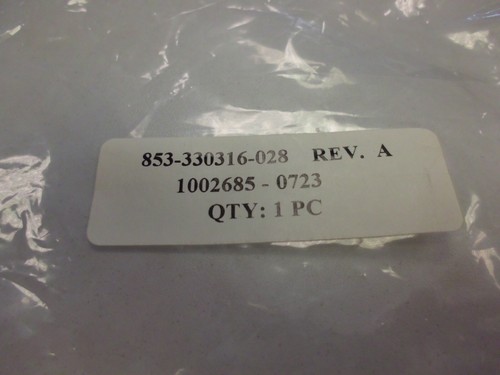 853-330316-028 REV. A
1002685 - 0723
QTY: 1 PC